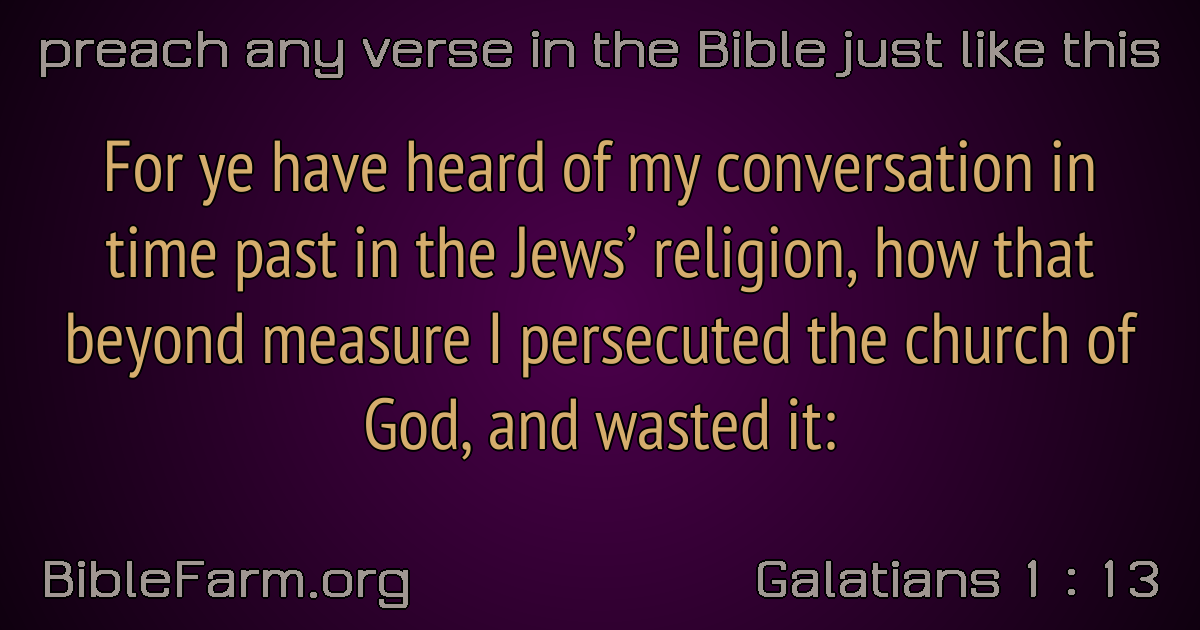 preach any verse in the Bible just like this
For ye have heard of my conversation in
time past in the Jews’ religion, how that
beyond measure I persecuted the church of
God, and wasted it:
BibleFarm.org
Galatians 1 : 13